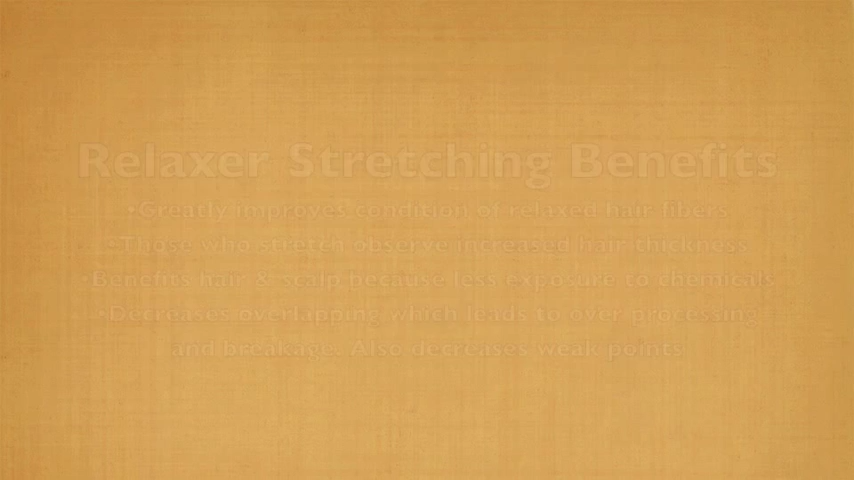 Relaxer Stretching Benefits
•Greatly improves condition of relaxed hair fibers
•Those who stretch observe increased hair thickness
•Benefits hair & scalp because less exposure to chemicals
•Decreases overlapping which leads to over processing
and breakage. Also decreases weak points